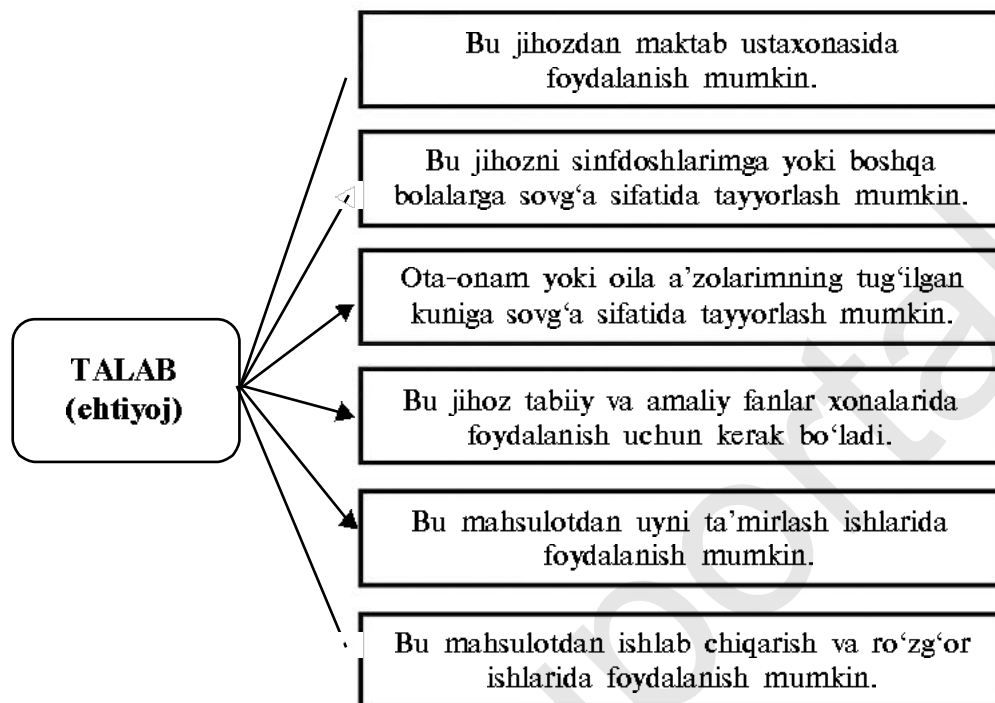 Bu jihozdan maktab ustaxonasida
foydalanish mumkin.
Bu jihozni sinfdoshlarimga yoki boshqa
bolalarga sovg‘a sifatida tayyorlash mumkin.
Ota-onam yoki oila a’zolarimning tug‘ilgan
kuniga sovg‘a sifatida tayyorlash mumkin.
TALAB
(ehtiyoj)
Bu jihoz tabiiy va amaliy fanlar xonalarida
foydalanish uchun kerak bo‘ladi.
Bu mahsulotdan uyni ta’mirlash ishlarida
foydalanish mumkin.
Bu mahsulotdan ishlab chiqarish va ro‘zg‘or
ishlarida foydalanish mumkin.
portal